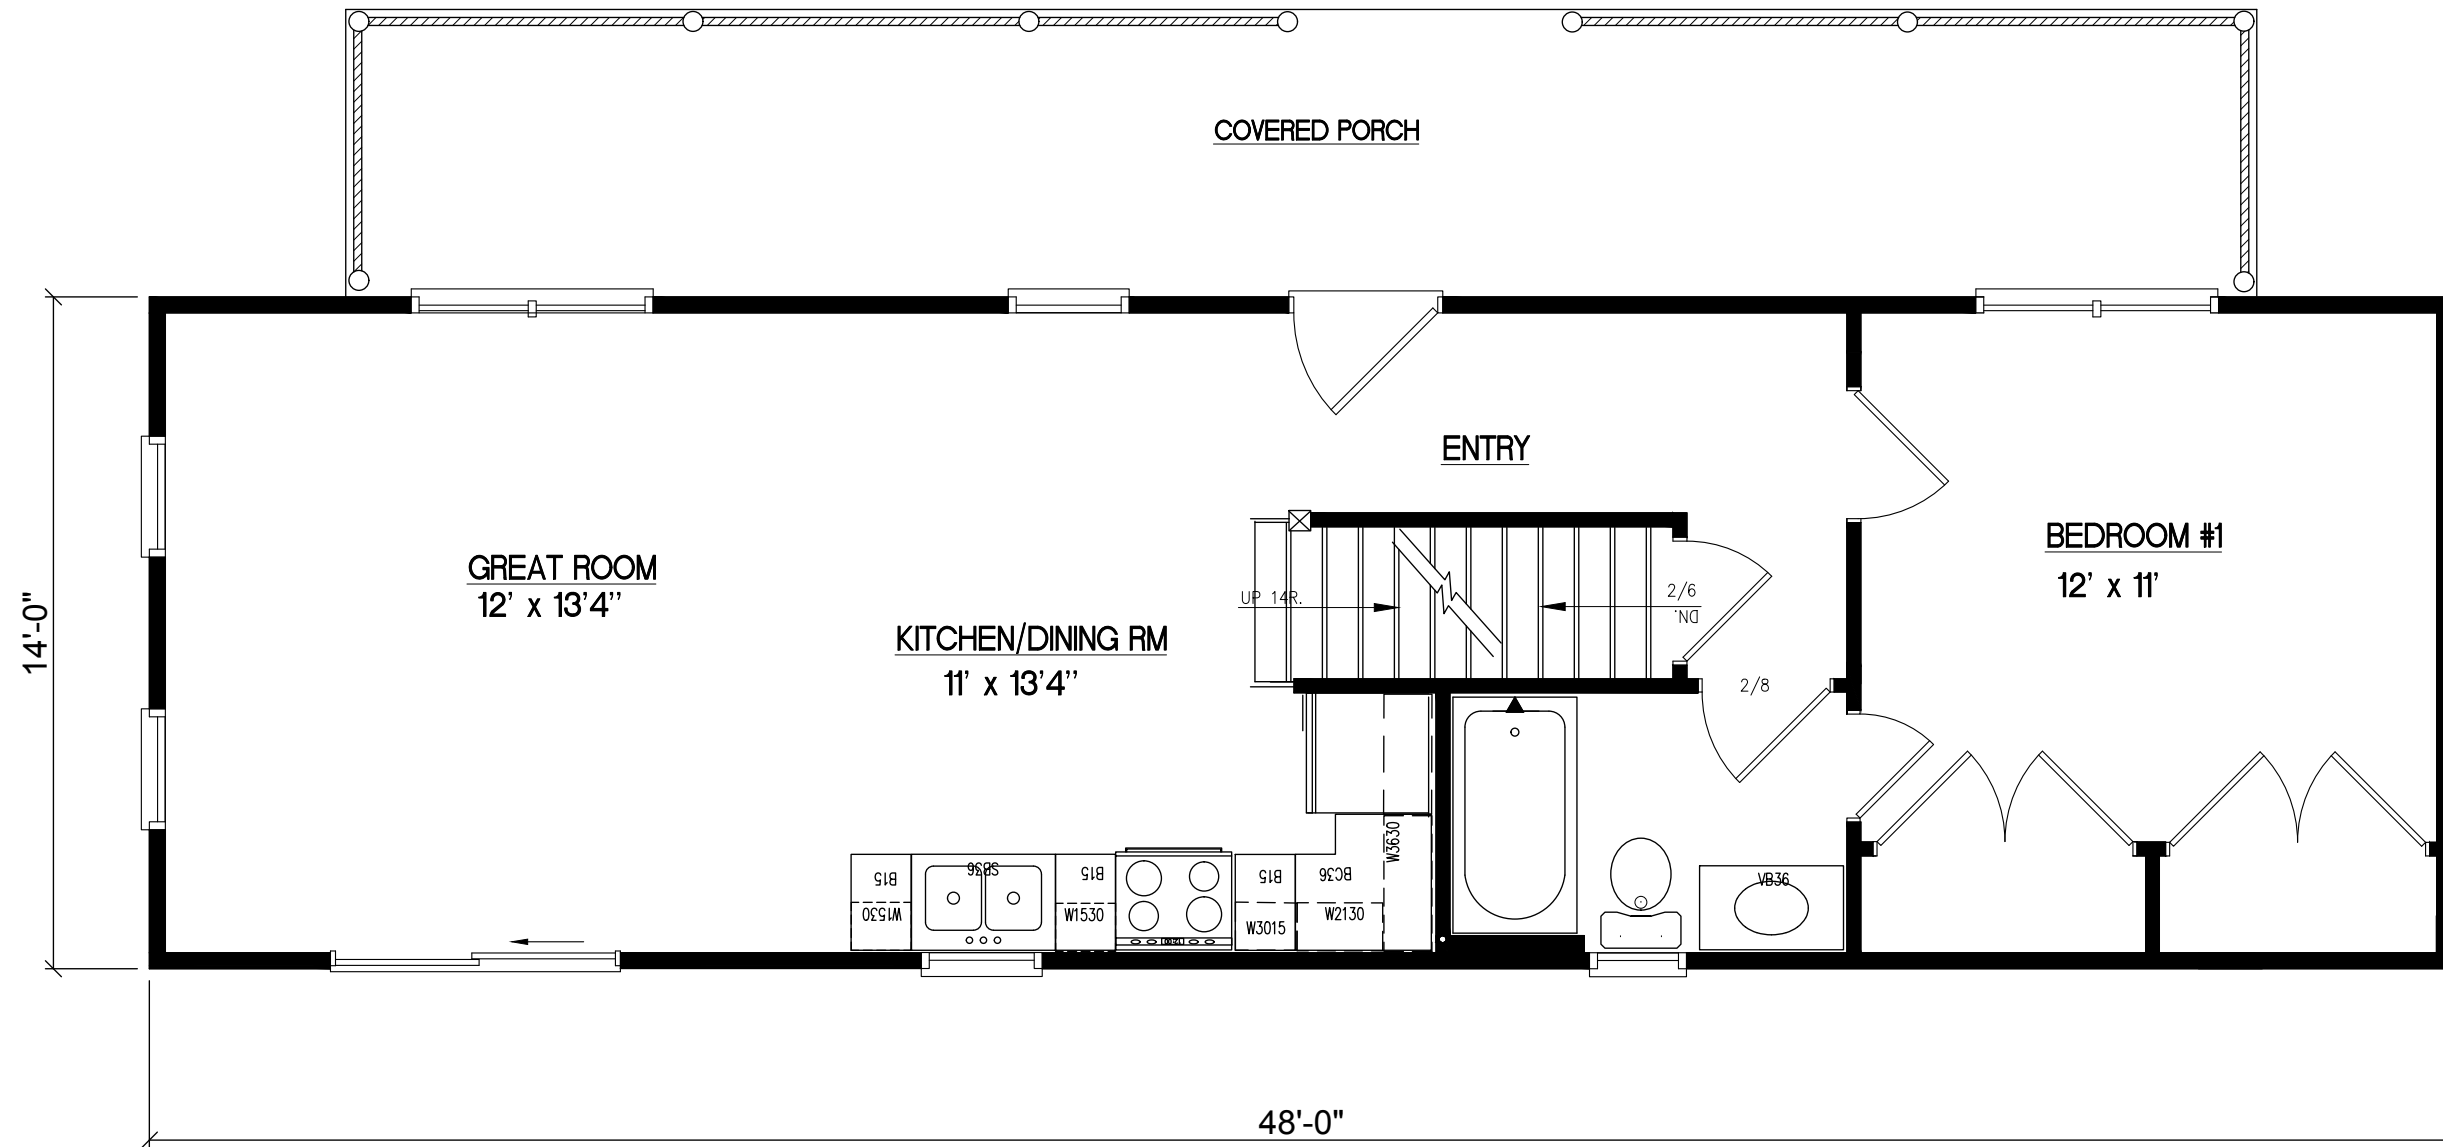 COVERED PORCH
ENTRY
BEDROOM #1
12' x 11'
GREAT ROOM
12' x 13'4''
14'-0"
UP 14R.
2/6
DN.
KITCHEN/DINING RM
11' x 13'4''
2/8
W3630
B15
SB36
B15
B15
BC36
VB36
W1530
W1530
W3015
W2130
48'-0"